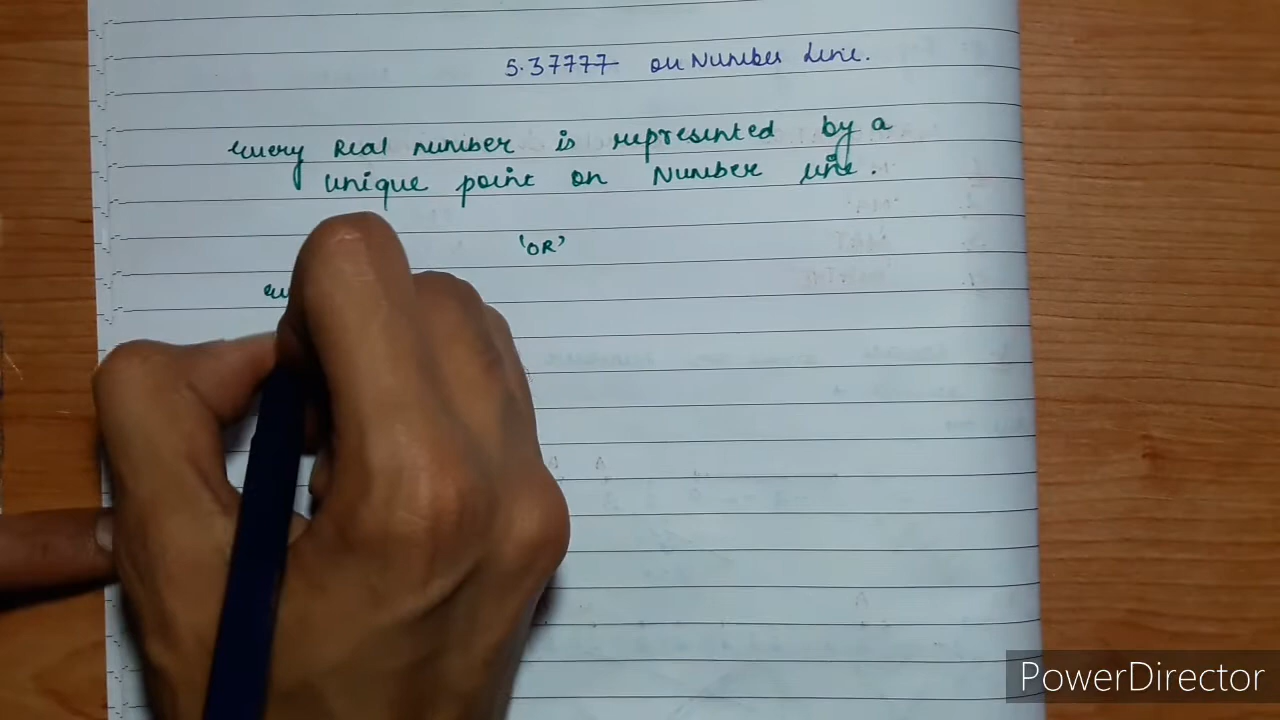 5.37777 on Number Line.
every Real number is represented by a
unique point on Number line.
'OR'
PowerDirector